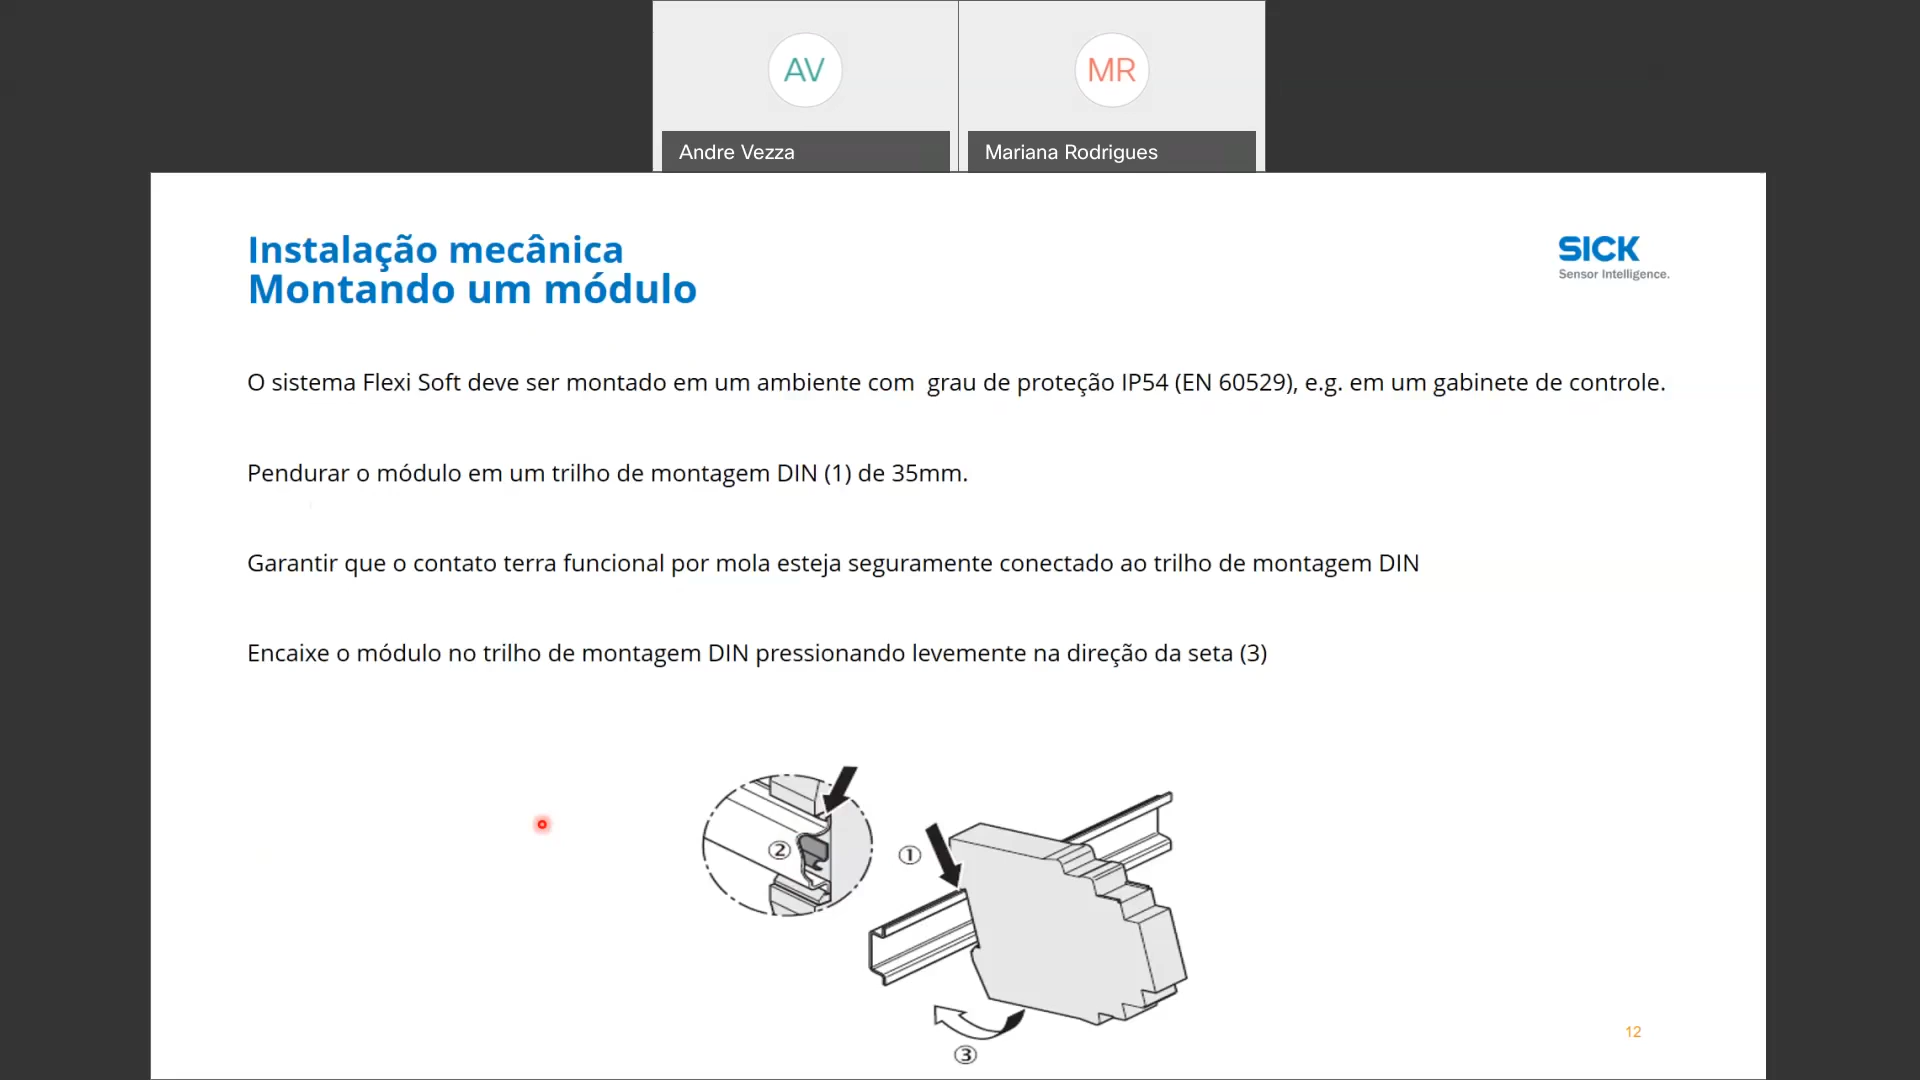 AV
MR
Andre Vezza
Mariana Rodrigues
Instalação mecânica
Montando um módulo
SICK
Sensor Intelligence.
O sistema Flexi Soft deve ser montado em um ambiente com  grau de proteção IP54 (EN 60529), e.g. em um gabinete de controle.
Pendurar o módulo em um trilho de montagem DIN (1) de 35mm.
Garantir que o contato terra funcional por mola esteja seguramente conectado ao trilho de montagem DIN
Encaixe o módulo no trilho de montagem DIN pressionando levemente na direção da seta (3)
②
①
③
12